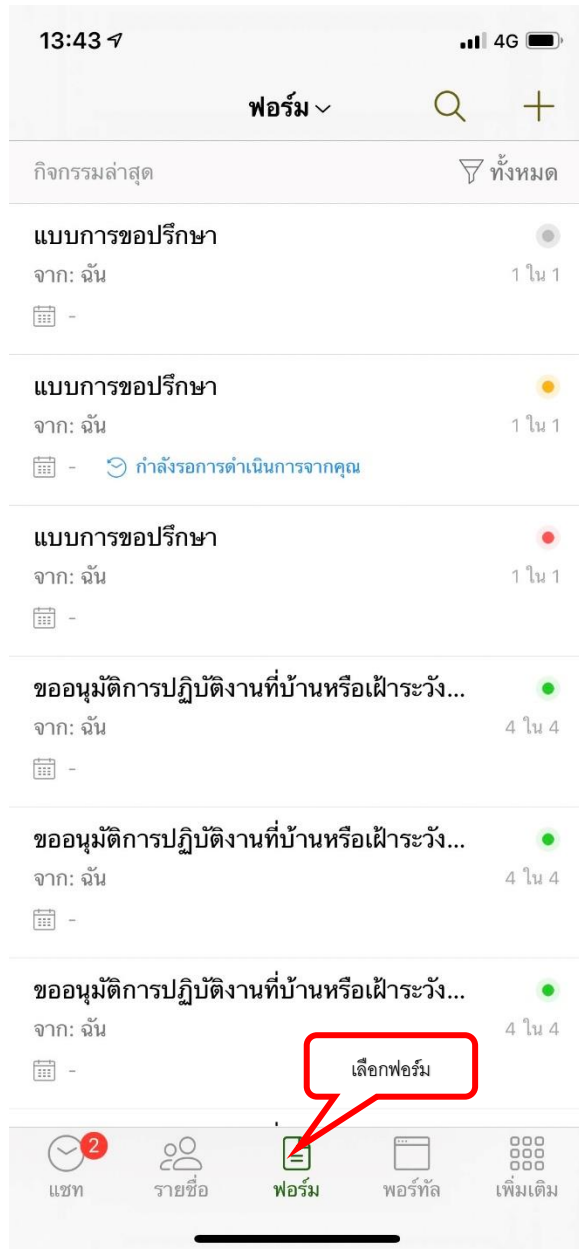 13:43
4G
ฟอร์ม
กิจกรรมล่าสุด
ทั้งหมด
แบบการขอปรึกษา
จาก: ฉัน
1 ใน 1
-
แบบการขอปรึกษา
จาก: ฉัน
1 ใน 1
- กำลังรอการดำเนินการจากคุณ
แบบการขอปรึกษา
จาก: ฉัน
1 ใน 1
-
ขออนุมัติการปฏิบัติงานที่บ้านหรือเฝ้าระวัง...
จาก: ฉัน
4 ใน 4
-
ขออนุมัติการปฏิบัติงานที่บ้านหรือเฝ้าระวัง...
จาก: ฉัน
4 ใน 4
-
ขออนุมัติการปฏิบัติงานที่บ้านหรือเฝ้าระวัง...
จาก: ฉัน
4 ใน 4
-
เลือกฟอร์ม
2
แชท
รายชื่อ
ฟอร์ม
พอร์ทัล
เพิ่มเติม